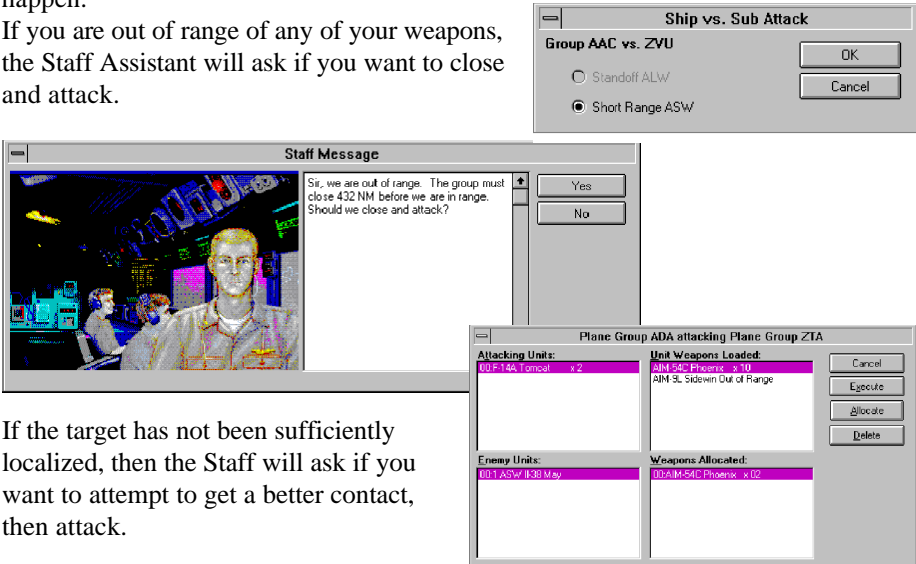 happen.
If you are out of range of any of your weapons,
the Staff Assistant will ask if you want to close
and attack.
Ship vs. Sub Attack
Group AAC vs. ZVU
Standoff ALW
Short Range ASW
OK
Cancel
Staff Message
Sir, we are out of range. The group must
close 432 NM before we are in range.
Should we close and attack?
Yes
No
Plane Group ADA attacking Plane Group ZTA
Attacking Units:
00:F-14A Tomcat x 2
Unit Weapons Loaded:
AIM-54C Phoenix x 10
AIM-9L Sidewin Out of Range
Cancel
Execute
Allocate
Delete
Enemy Units:
00:1 ASW Il-38 May
Weapons Allocated:
00:AIM-54C Phoenix x 02
If the target has not been sufficiently
localized, then the Staff will ask if you
want to attempt to get a better contact,
then attack.